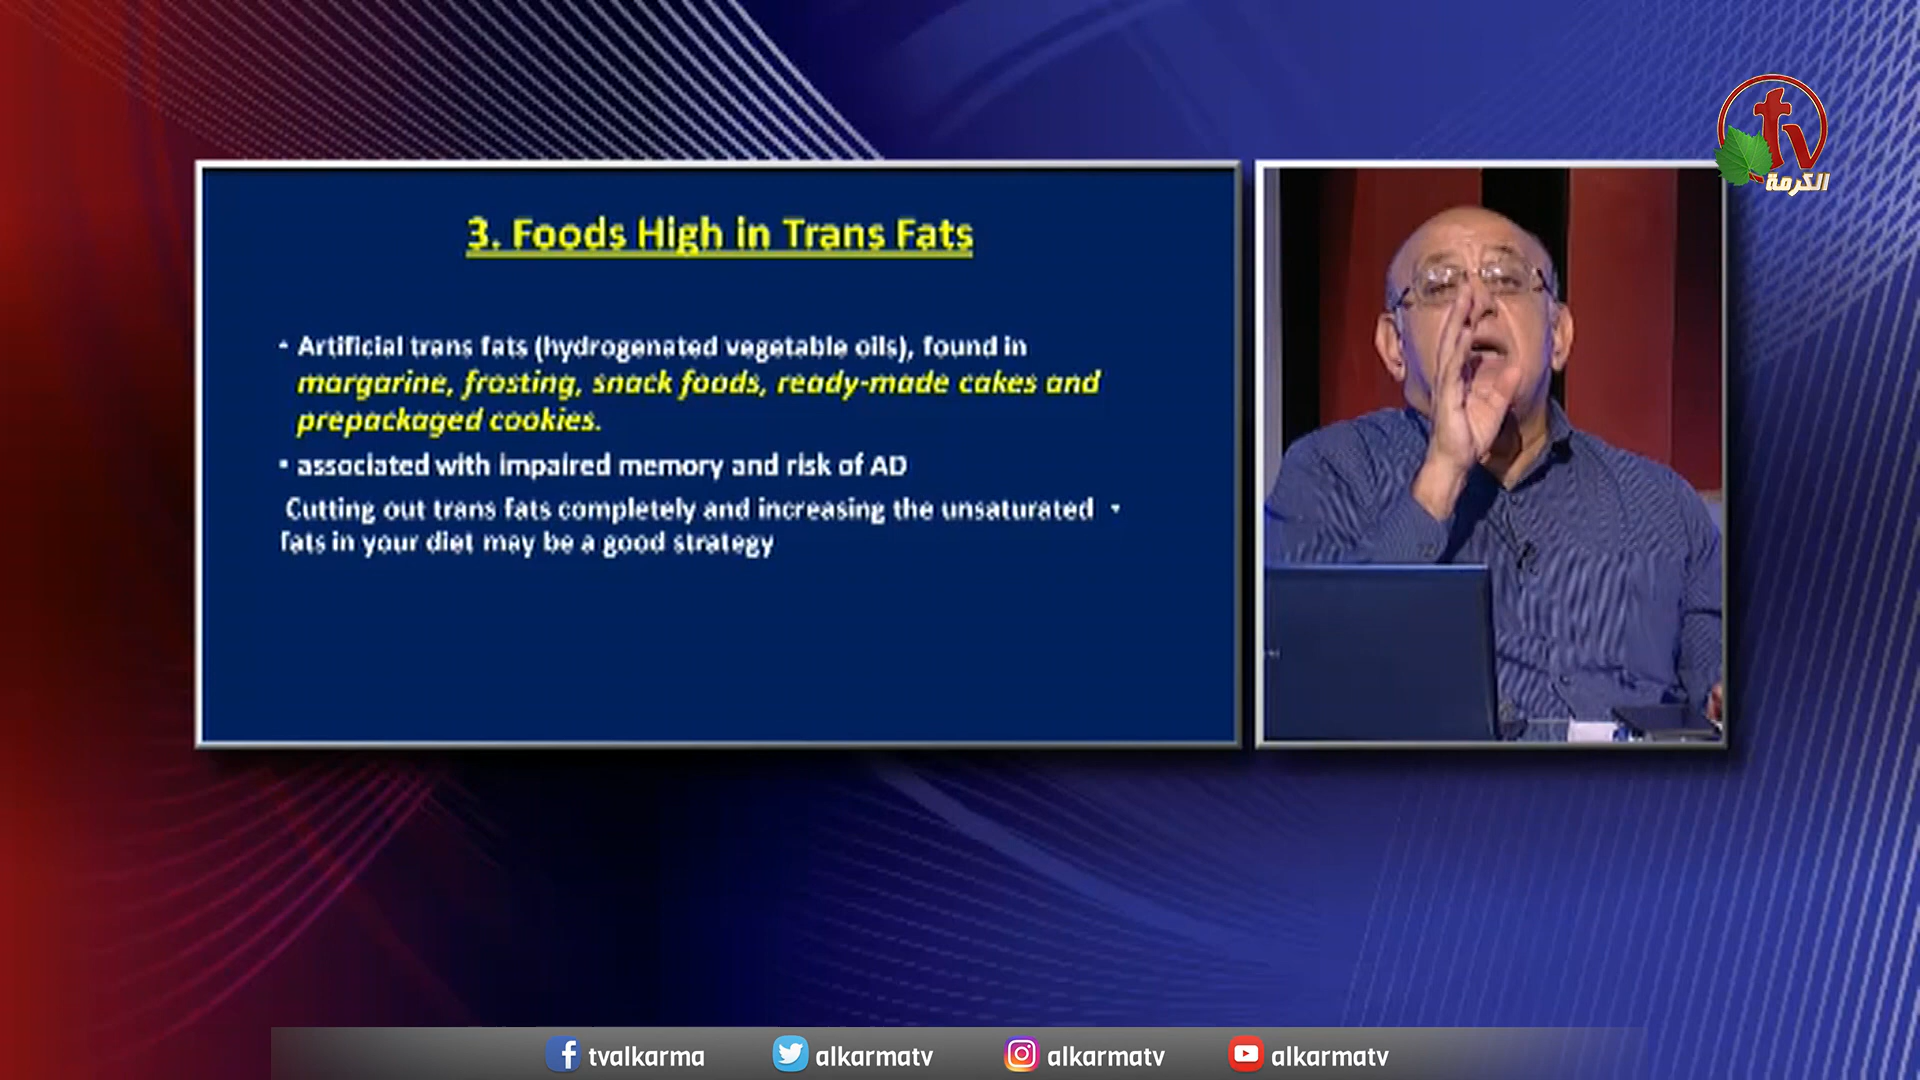 tv
الكرمة
3. Foods High in Trans Fats
• Artificial trans fats (hydrogenated vegetable oils), found in
margarine, frosting, snack foods, ready-made cakes and
prepackaged cookies.
• associated with impaired memory and risk of AD
Cutting out trans fats completely and increasing the unsaturated •
fats in your diet may be a good strategy
tvalkarma alkarmatv alkarmatv alkarmatv